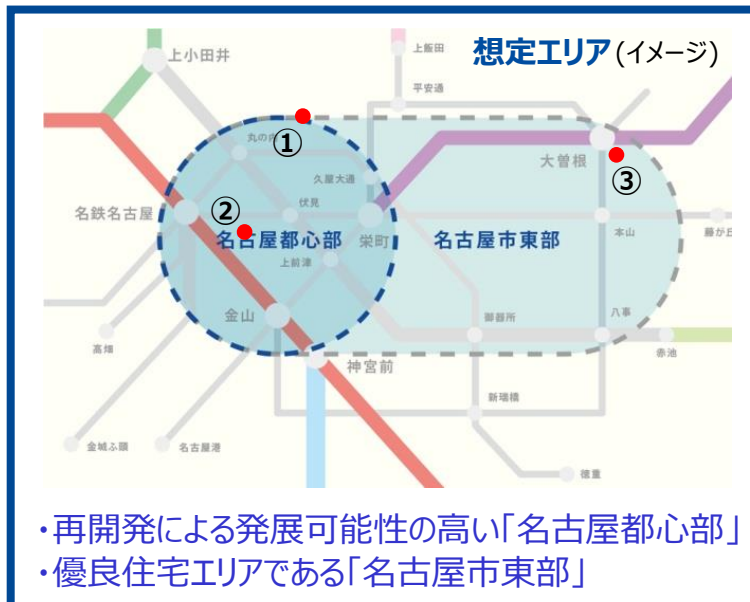 想定エリア(イメージ)
上小田井
上飯田
平安通
丸の内
①
大曽根
③
久屋大通
名鉄名古屋
②
伏見
名古屋都心部
栄町
名古屋市東部
本山
藤が丘
上前津
金山
御器所
八事
高畑
神宮前
赤池
新瑞橋
金城ふ頭
名古屋港
徳重
・再開発による発展可能性の高い「名古屋都心部」
・優良住宅エリアである「名古屋市東部」